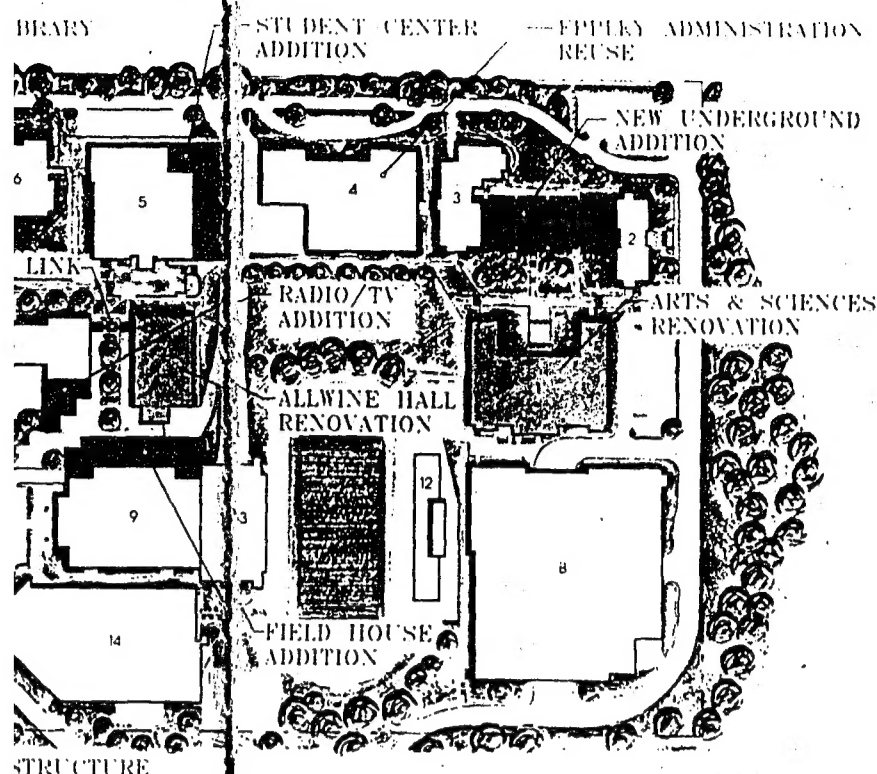 BRARY
STUDENT CENTER
ADDITION
EPPLEY ADMINISTRATION
REUSE
NEW UNDERGROUND
ADDITION
6
5
4
3
2
LINK
RADIO/TV
ADDITION
ARTS & SCIENCES
RENOVATION
ALLWINE HALL
RENOVATION
9
3
12
8
FIELD HOUSE
ADDITION
14
STRUCTURE